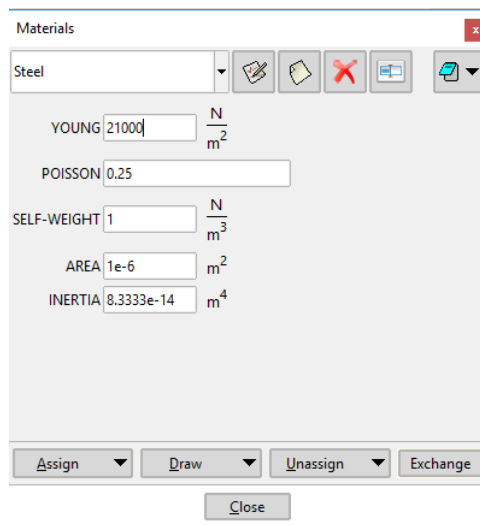 Materials
x
Steel
YOUNG 21000 N/m2
POISSON 0.25
SELF-WEIGHT 1 N/m3
AREA 1e-6 m2
INERTIA 8.3333e-14 m4
Assign Draw Unassign Exchange
Close